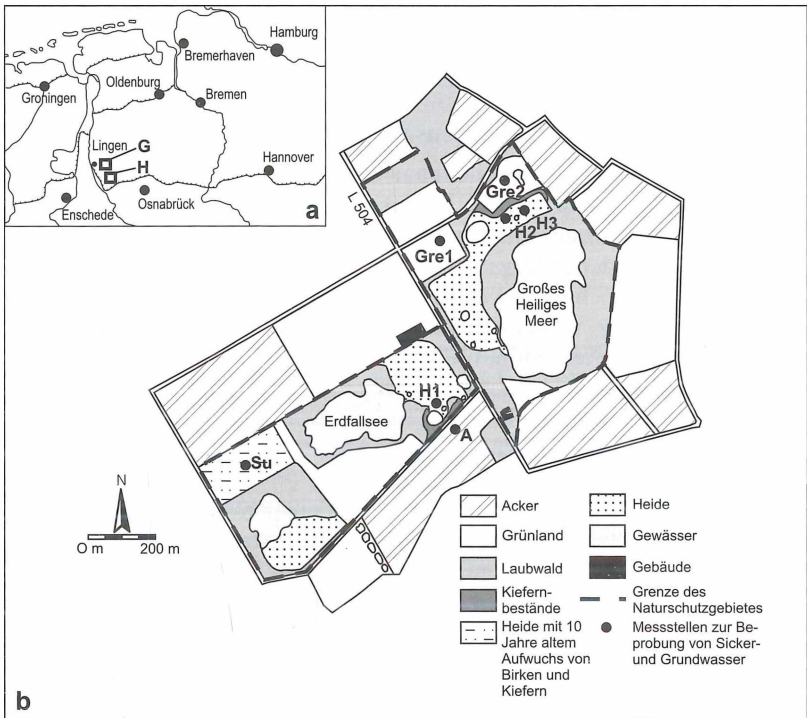 Hamburg
Bremerhaven
Oldenburg
Groningen
Bremen
Lingen
G
H
Hannover
Enschede
Osnabrück
a
L 504
Gre2
H2
H3
Gre1
Großes
Heiliges
Meer
H1
Erdfallsee
A
Su
N
O m 200 m
Acker
Heide
Grünland
Gewässer
Laubwald
Gebäude
Kiefern-
bestände
Grenze des
Naturschutzgebietes
Heide mit 10
Jahre altem
Aufwuchs von
Birken und
Kiefern
Messstellen zur Be-
probung von Sicker-
und Grundwasser
b